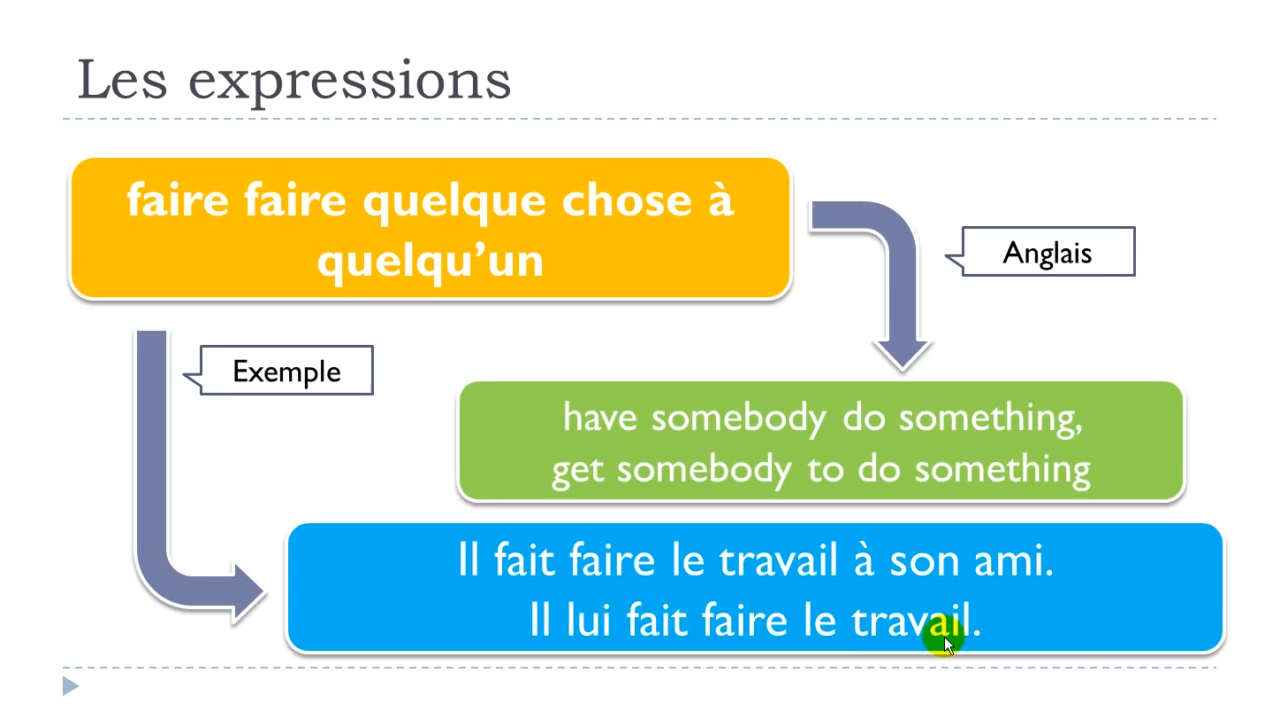 Les expressions
faire faire quelque chose à
quelqu’un
Anglais
Exemple
have somebody do something,
get somebody to do something
Il fait faire le travail à son ami.
Il lui fait faire le travail.